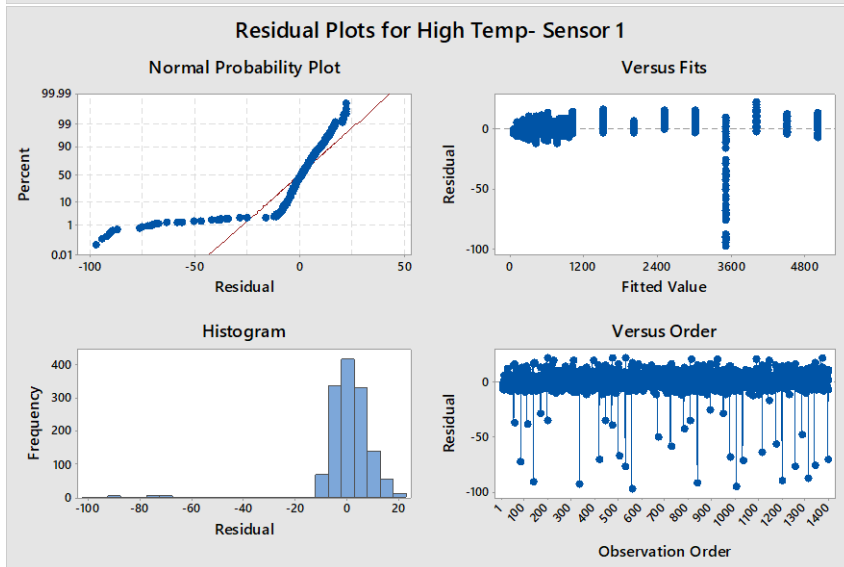 Residual Plots for High Temp- Sensor 1
Normal Probability Plot
99.99
99
90
50
10
1
0.01
Percent
-100 -50 0 50
Residual
Versus Fits
0
-50
-100
Residual
0 1200 2400 3600 4800
Fitted Value
Histogram
400
300
200
100
0
Frequency
-100 -80 -60 -40 -20 0 20
Residual
Versus Order
0
-50
-100
Residual
1 100 200 300 400 500 600 700 800 900 1000 1100 1200 1300 1400
Observation Order